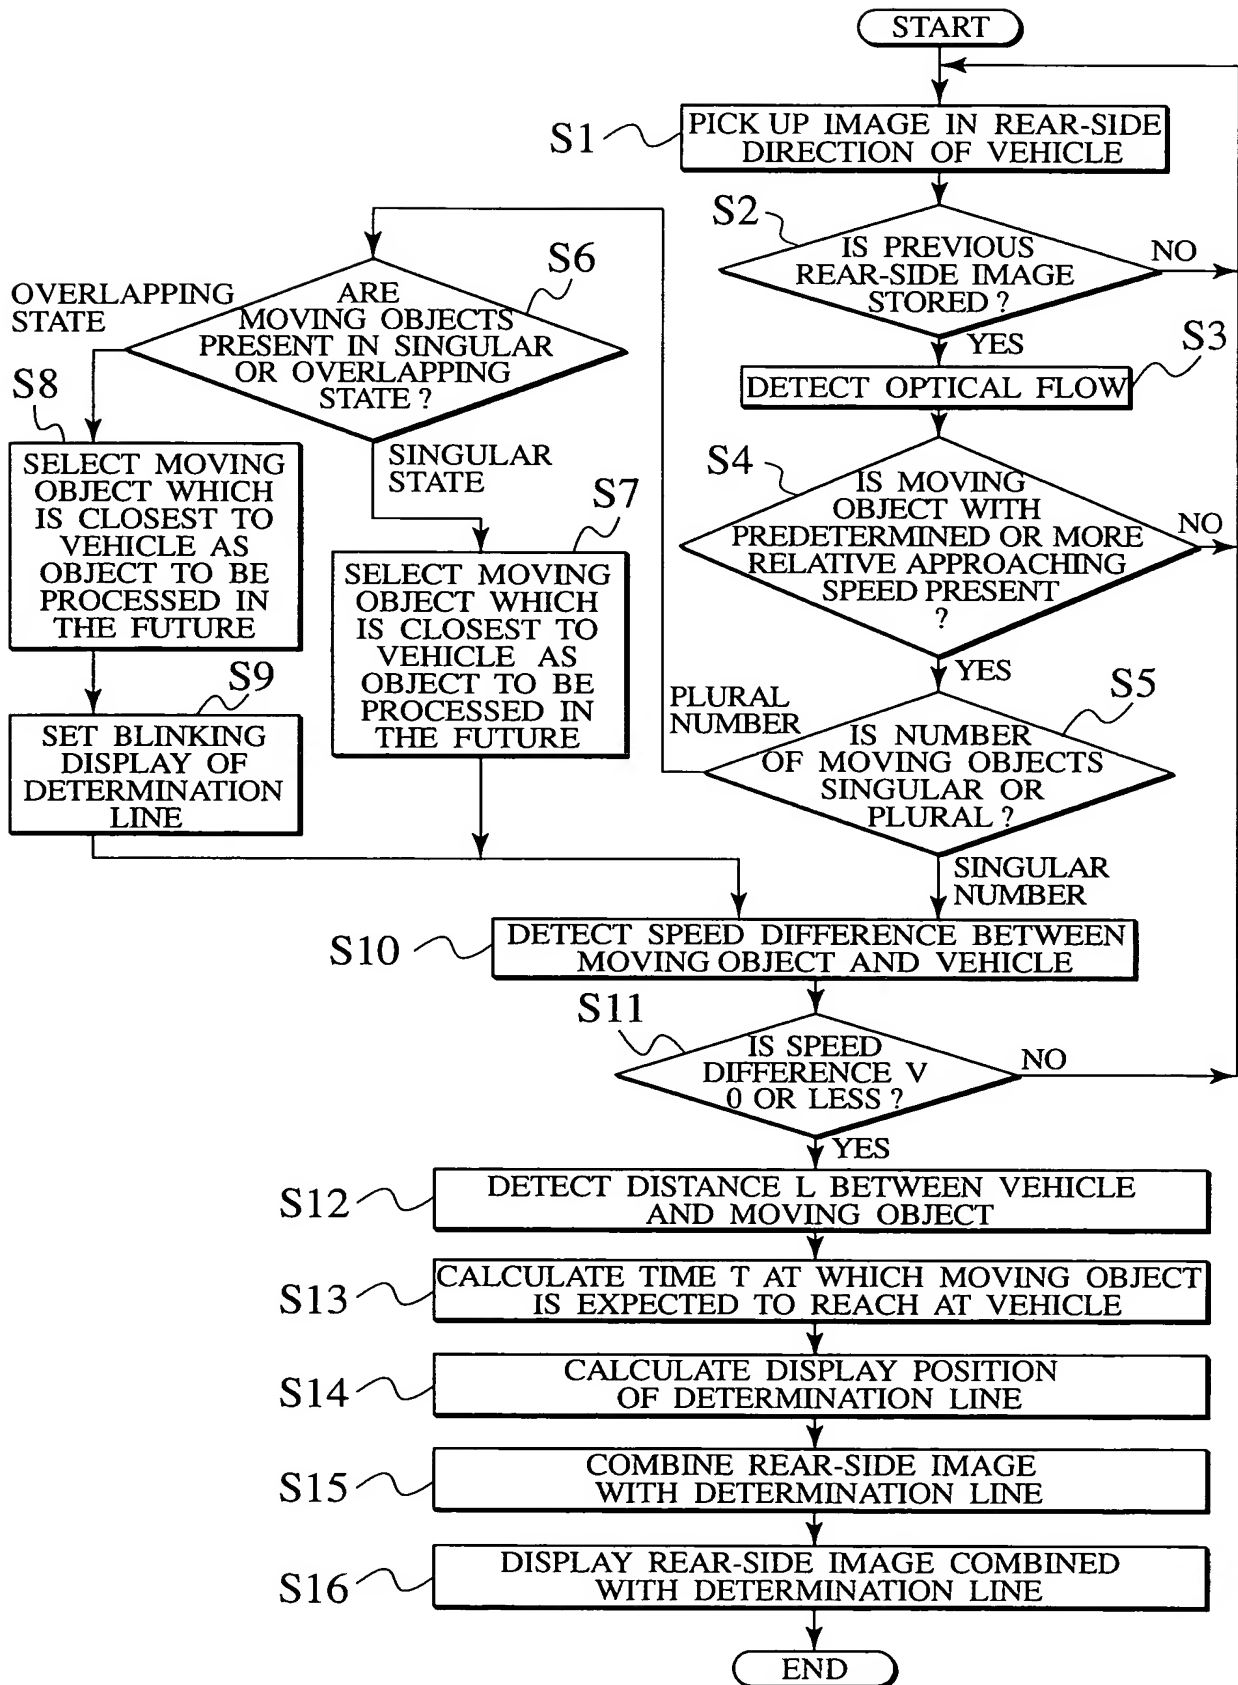 START
S1
PICK UP IMAGE IN REAR-SIDE
DIRECTION OF VEHICLE
S2
IS PREVIOUS
REAR-SIDE IMAGE
STORED ?
NO
YES
S3
DETECT OPTICAL FLOW
S4
IS MOVING
OBJECT WITH
PREDETERMINED OR MORE
RELATIVE APPROACHING
SPEED PRESENT
?
NO
YES
S5
PLURAL
NUMBER
IS NUMBER
OF MOVING OBJECTS
SINGULAR OR
PLURAL ?
SINGULAR
NUMBER
S6
ARE
MOVING OBJECTS
PRESENT IN SINGULAR
OR OVERLAPPING
STATE ?
OVERLAPPING
STATE
SINGULAR
STATE
S8
SELECT MOVING
OBJECT WHICH
IS CLOSEST TO
VEHICLE AS
OBJECT TO BE
PROCESSED IN
THE FUTURE
S7
SELECT MOVING
OBJECT WHICH
IS CLOSEST TO
VEHICLE AS
OBJECT TO BE
PROCESSED IN
THE FUTURE
S9
SET BLINKING
DISPLAY OF
DETERMINATION
LINE
S10
DETECT SPEED DIFFERENCE BETWEEN
MOVING OBJECT AND VEHICLE
S11
IS SPEED
DIFFERENCE V
0 OR LESS ?
NO
YES
S12
DETECT DISTANCE L BETWEEN VEHICLE
AND MOVING OBJECT
S13
CALCULATE TIME T AT WHICH MOVING OBJECT
IS EXPECTED TO REACH AT VEHICLE
S14
CALCULATE DISPLAY POSITION
OF DETERMINATION LINE
S15
COMBINE REAR-SIDE IMAGE
WITH DETERMINATION LINE
S16
DISPLAY REAR-SIDE IMAGE COMBINED
WITH DETERMINATION LINE
END